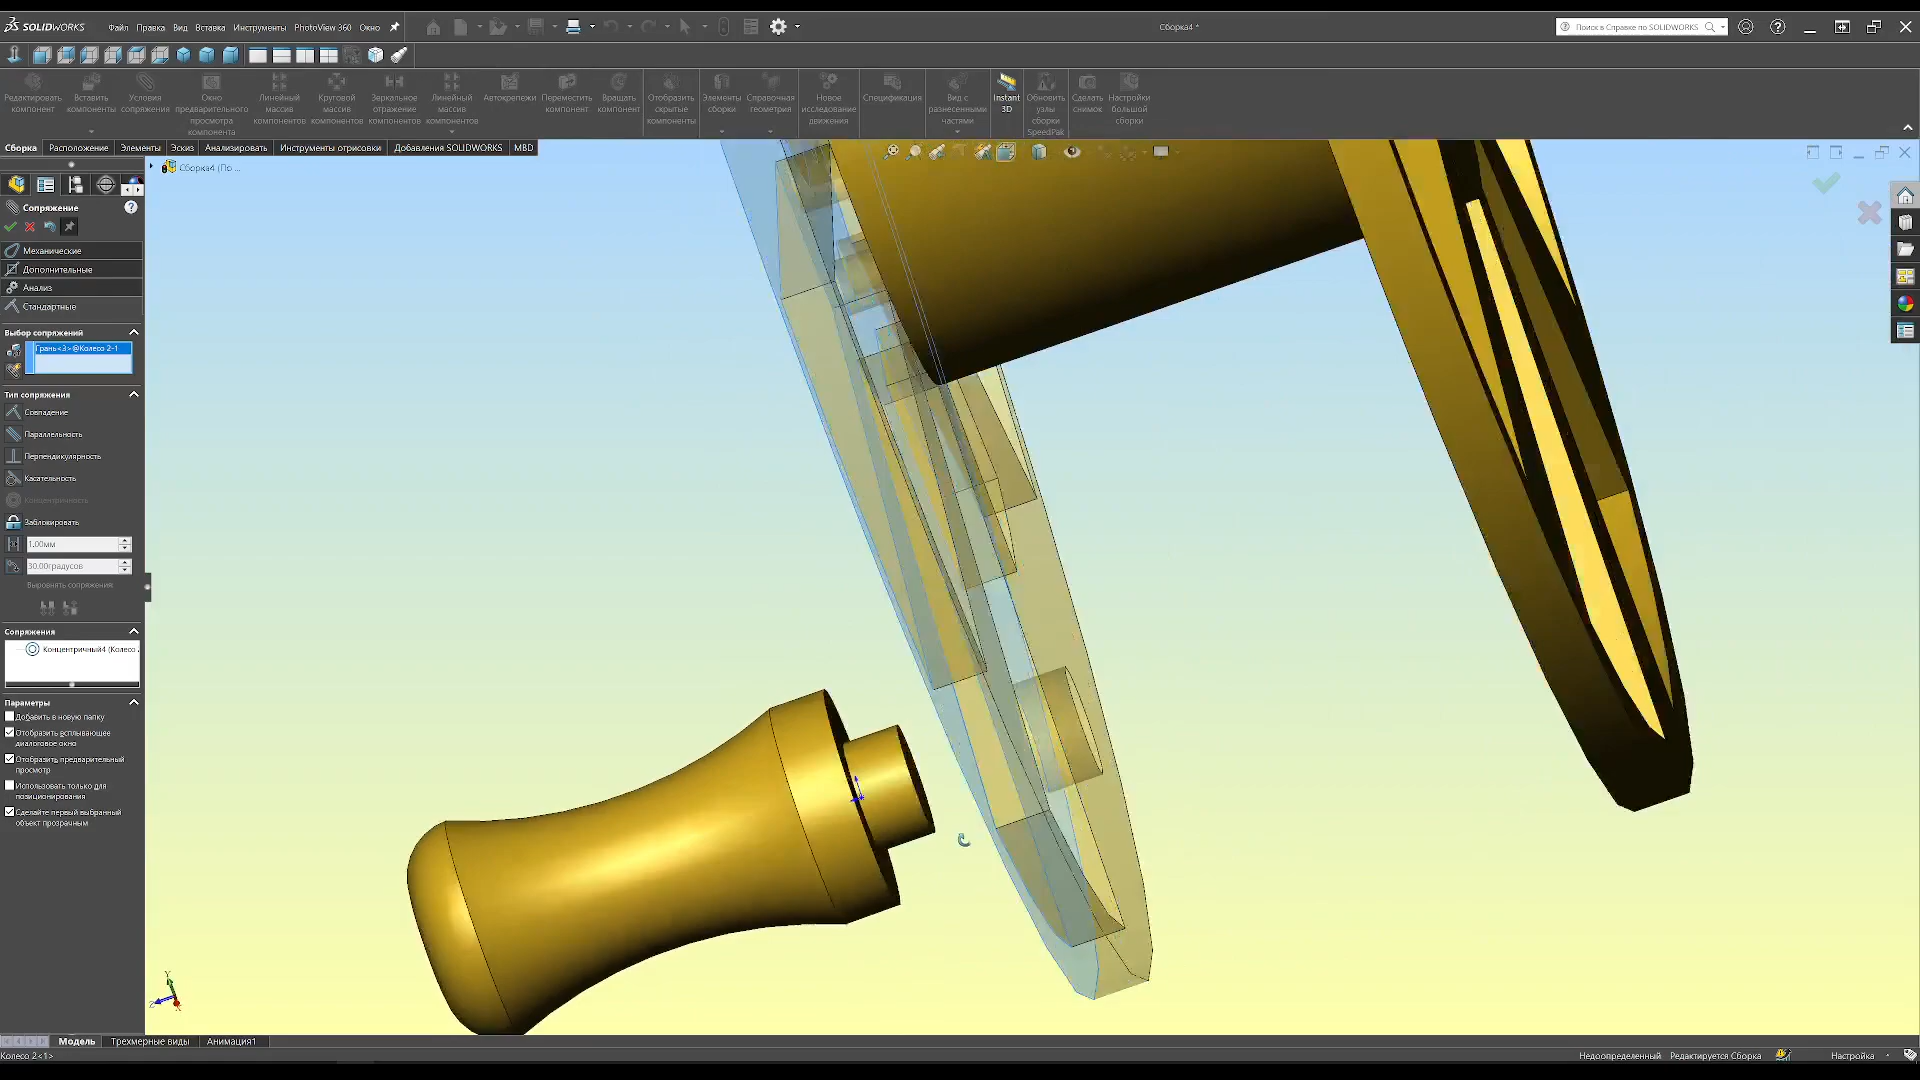 SOLIDWORKS
Файл Правка Вид Вставка Инструменты PhotoView 360 Окно
Сборка4 *
Поиск в Справке по SOLIDWORKS
Редактировать компонент
Вставить компоненты
Условия сопряжения
Окно предварительного просмотра компонента
Линейный массив компонентов
Круговой массив компонентов
Зеркальное отражение компонентов
Линейный массив компонентов
Автокрепежи
Переместить компонент
Вращать компонент
Отобразить скрытые компоненты
Элементы сборки
Справочная геометрия
Новое исследование движения
Спецификация
Вид с разнесенными частями
Instant 3D
Обновить узлы сборки SpeedPak
Сделать снимок
Настройки большой сборки
Сборка Расположение Элементы Эскиз Анализировать Инструменты отрисовки Добавления SOLIDWORKS MBD
Сборка4 (По ...
Сопряжение
Механические
Дополнительные
Анализ
Стандартные
Выбор сопряжений
Грань<3>@Колесо 2-1
Тип сопряжения
Совпадение
Параллельность
Перпендикулярность
Касательность
Концентричность
Заблокировать
1.00мм
30.00градусов
Выровнять сопряжения:
Сопряжения
Концентричный4 (Колесо
Параметры
Добавить в новую папку
Отобразить всплывающее
диалоговое окно
Отобразить предварительный
просмотр
Использовать только для
позиционирования
Сделайте первый выбранный
объект прозрачным
Y
Z
X
Модель Трехмерные виды Анимация1
Колесо 2<1>
Недоопределенный Редактируется Сборка Настройка